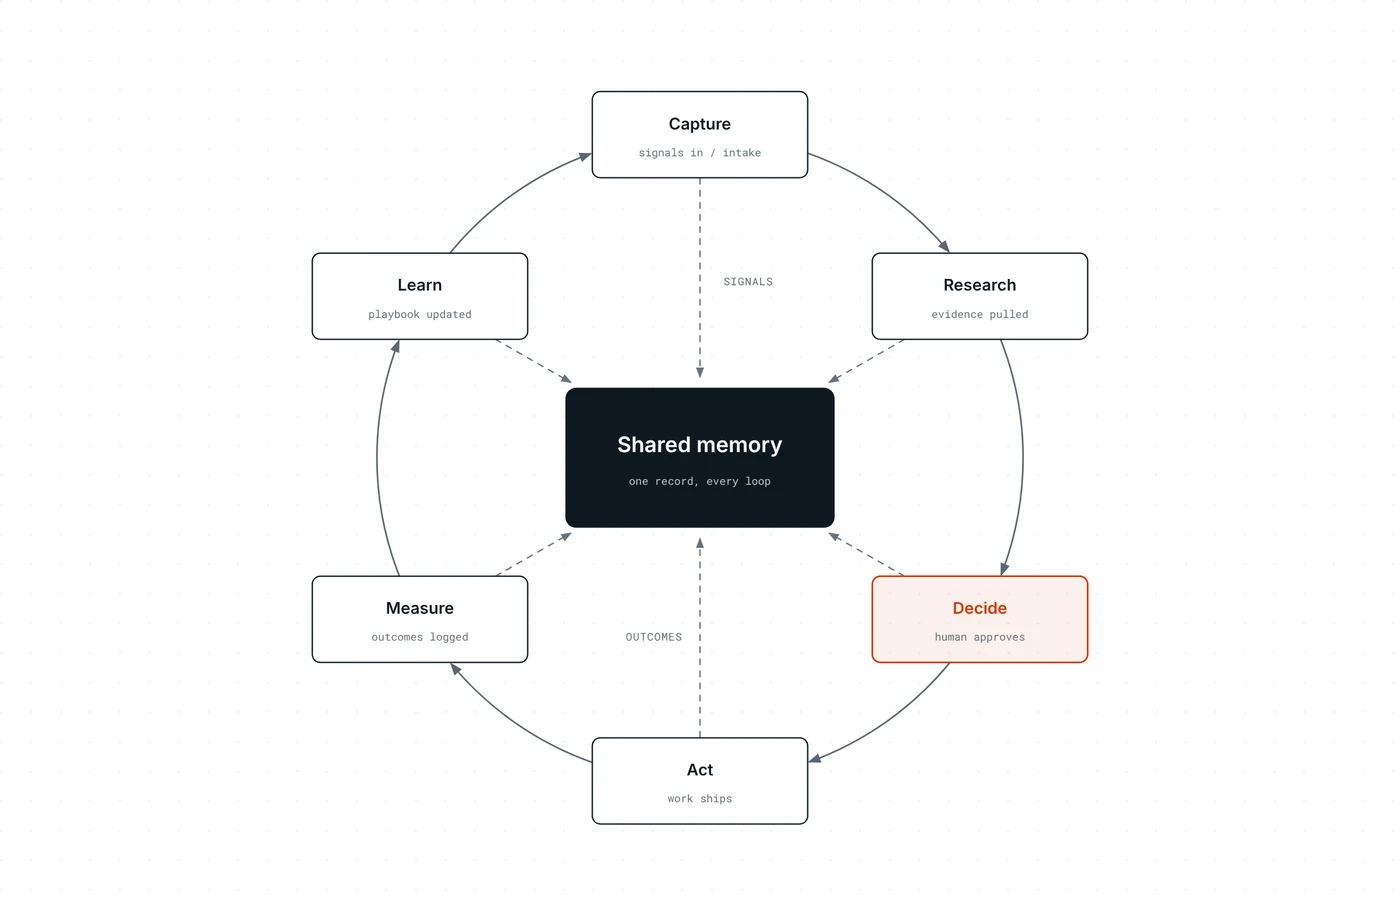 Capture
signals in / intake
Learn
playbook updated
SIGNALS
Research
evidence pulled
Shared memory
one record, every loop
Measure
outcomes logged
OUTCOMES
Decide
human approves
Act
work ships